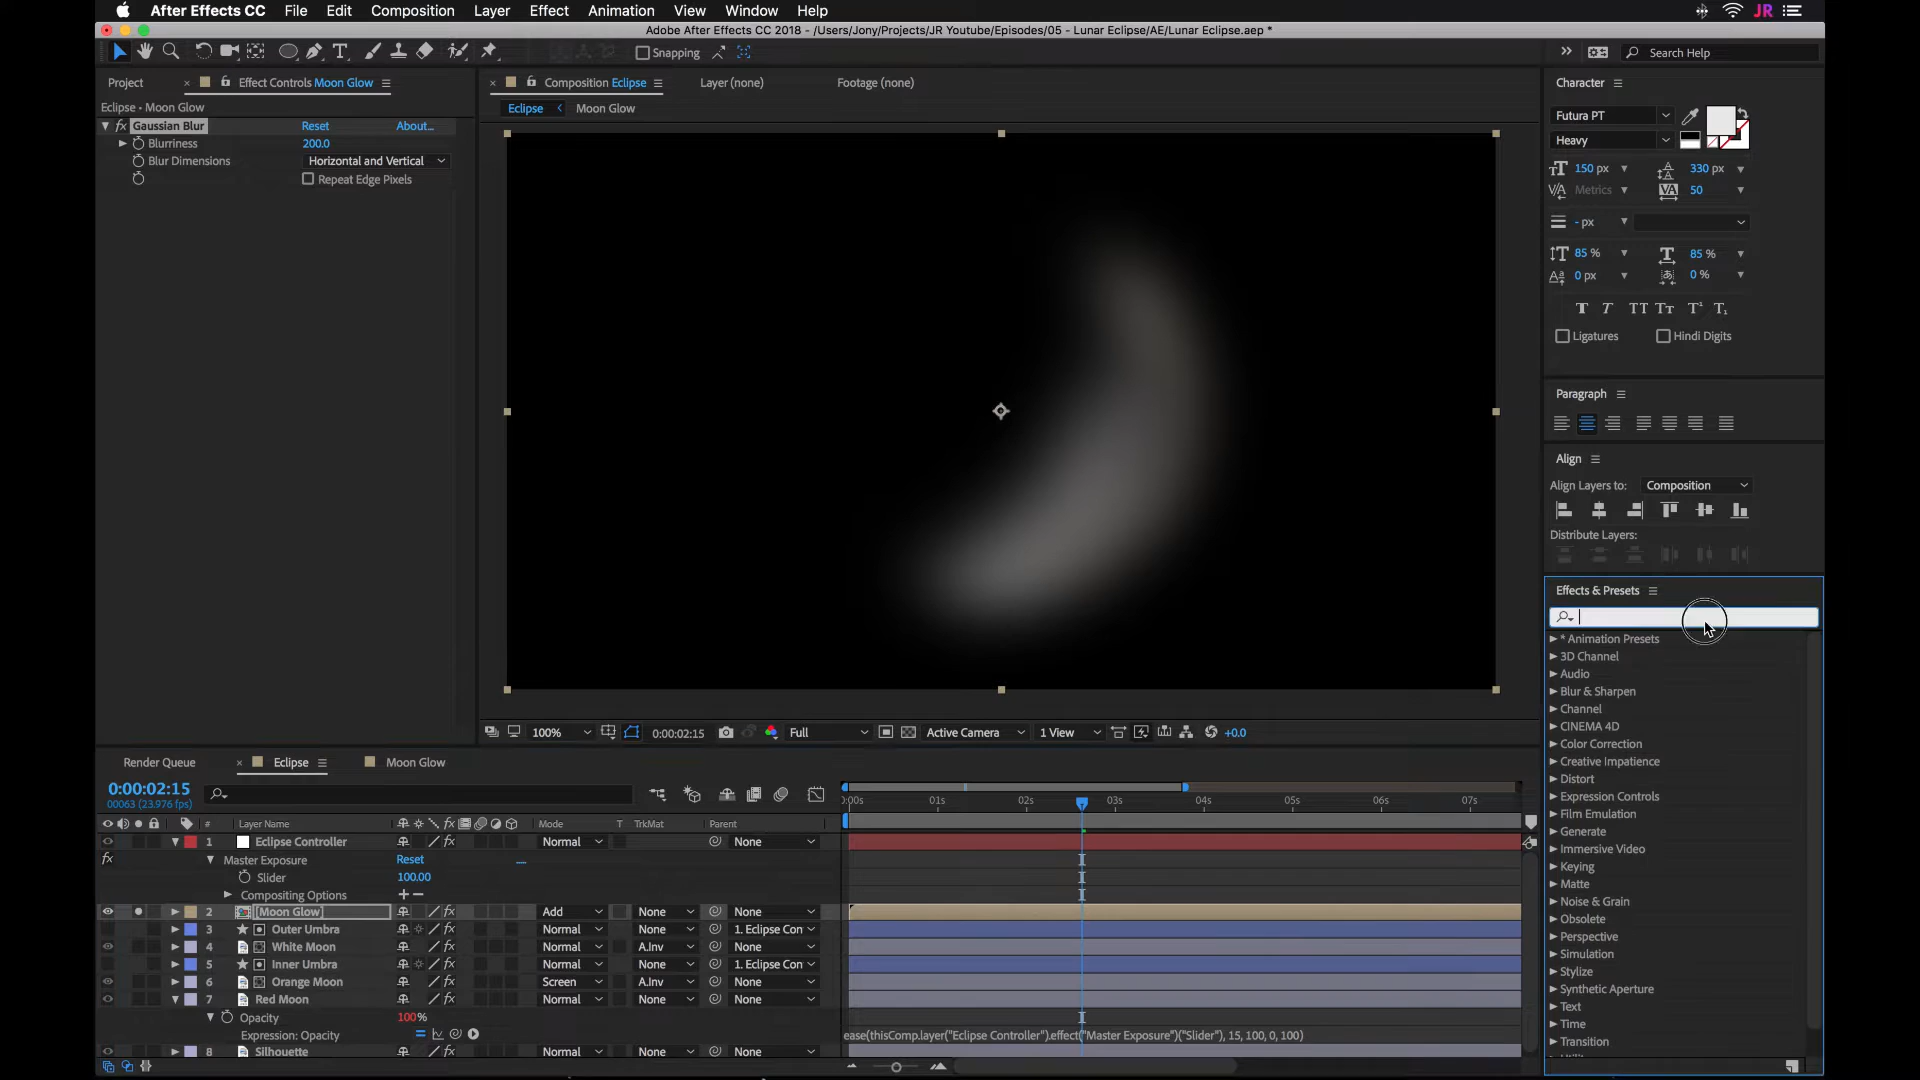 After Effects CC File Edit Composition Layer Effect Animation View Window Help JR
Adobe After Effects CC 2018 - /Users/Jony/Projects/JR Youtube/Episodes/05 - Lunar Eclipse/AE/Lunar Eclipse.aep *
Snapping
Search Help
Project
Effect Controls Moon Glow
Eclipse • Moon Glow
fx Gaussian Blur Reset About...
Blurriness 200.0
Blur Dimensions Horizontal and Vertical
Repeat Edge Pixels
Composition Eclipse
Layer (none)
Footage (none)
Eclipse
Moon Glow
100%
0:00:02:15
Full
Active Camera
1 View
+0.0
Character
Futura PT
Heavy
150 px 330 px
Metrics 50
- px
85 % 85 %
0 px 0 %
Ligatures Hindi Digits
Paragraph
Align
Align Layers to: Composition
Distribute Layers:
Effects & Presets
* Animation Presets
3D Channel
Audio
Blur & Sharpen
Channel
CINEMA 4D
Color Correction
Creative Impatience
Distort
Expression Controls
Film Emulation
Generate
Immersive Video
Keying
Matte
Noise & Grain
Obsolete
Perspective
Simulation
Stylize
Synthetic Aperture
Text
Time
Transition
Render Queue
Eclipse
Moon Glow
0:00:02:15
00063 (23.976 fps)
:00s 01s 02s 03s 04s 05s 06s 07s
# Layer Name Mode T TrkMat Parent
1 Eclipse Controller Normal None
fx Master Exposure Reset
Slider 100.00
Compositing Options + −
2 [Moon Glow] Add None None
3 Outer Umbra Normal None 1. Eclipse Con
4 White Moon Normal A.Inv None
5 Inner Umbra Normal None 1. Eclipse Con
6 Orange Moon Screen A.Inv None
7 Red Moon Normal None None
Opacity 100%
Expression: Opacity ease(thisComp.layer("Eclipse Controller").effect("Master Exposure")("Slider"), 15, 100, 0, 100)
8 Silhouette Normal None None